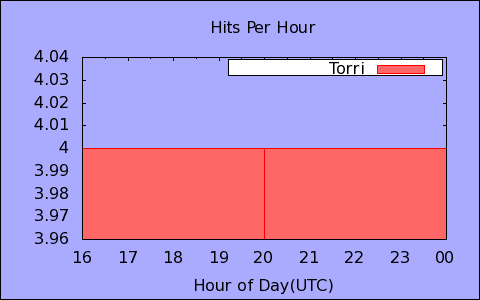 Hits Per Hour
Torri
4.04
4.03
4.02
4.01
4
3.99
3.98
3.97
3.96
16 17 18 19 20 21 22 23 00
Hour of Day(UTC)